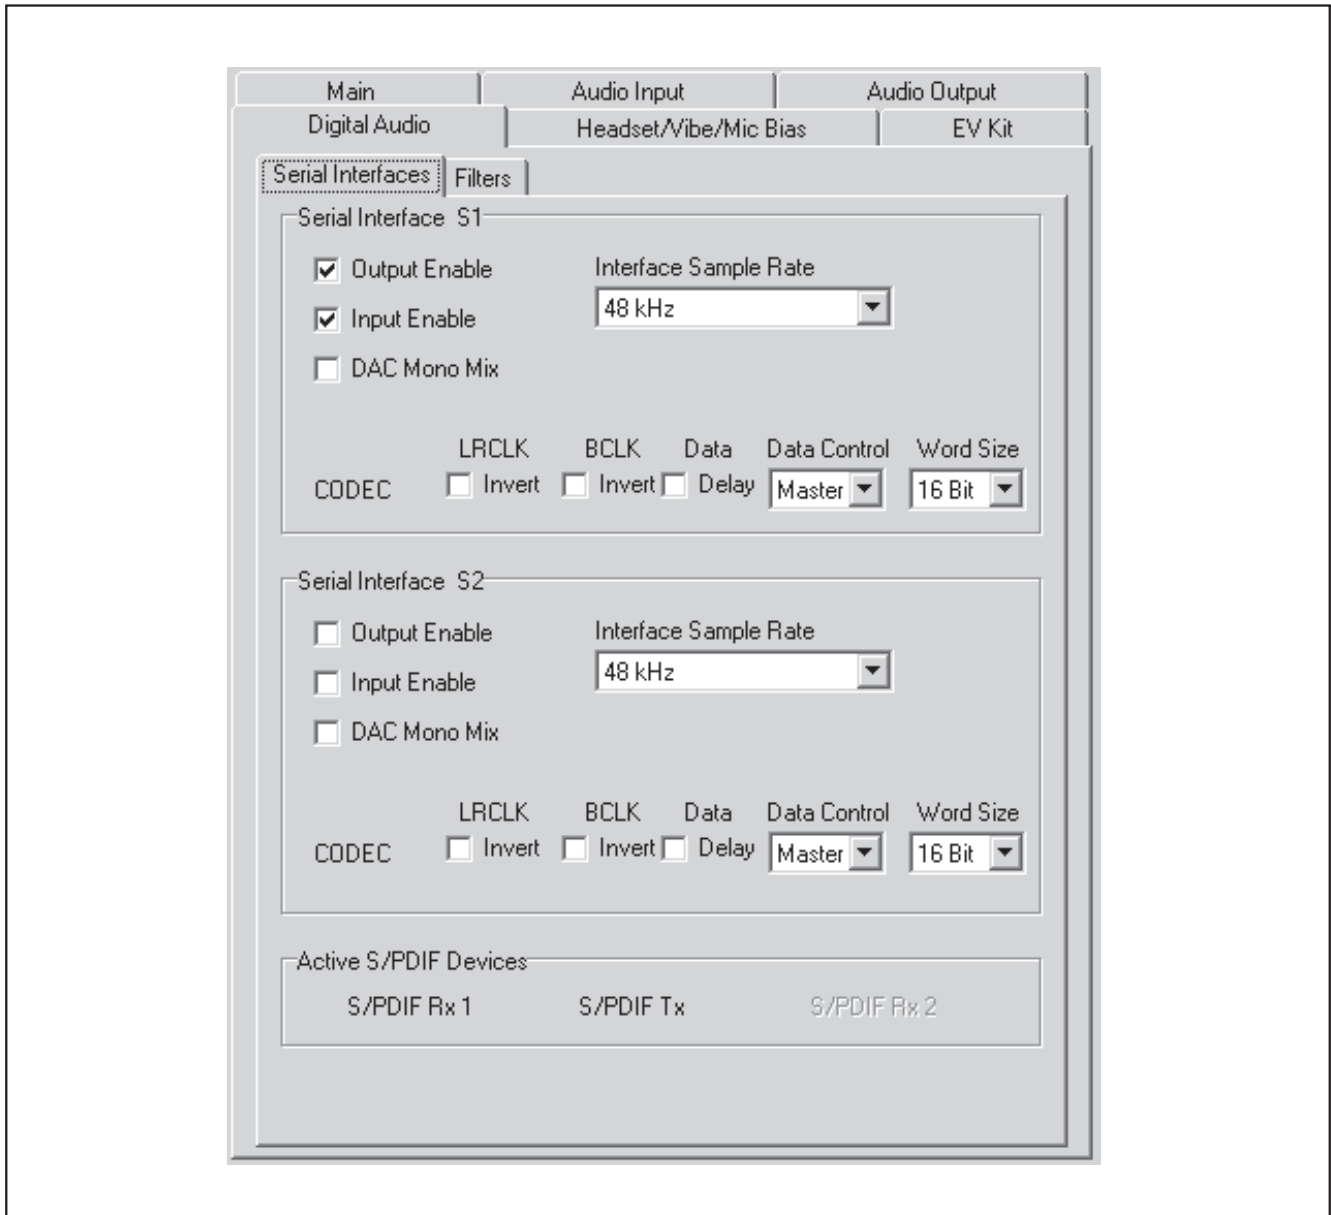 Main Audio Input Audio Output
Digital Audio Headset/Vibe/Mic Bias EV Kit
Serial Interfaces Filters
Serial Interface S1
Output Enable Interface Sample Rate
48 kHz
Input Enable
DAC Mono Mix
LRCLK BCLK Data Data Control Word Size
CODEC Invert Invert Delay Master 16 Bit
Serial Interface S2
Output Enable Interface Sample Rate
48 kHz
Input Enable
DAC Mono Mix
LRCLK BCLK Data Data Control Word Size
CODEC Invert Invert Delay Master 16 Bit
Active S/PDIF Devices
S/PDIF Rx 1 S/PDIF Tx S/PDIF Rx 2